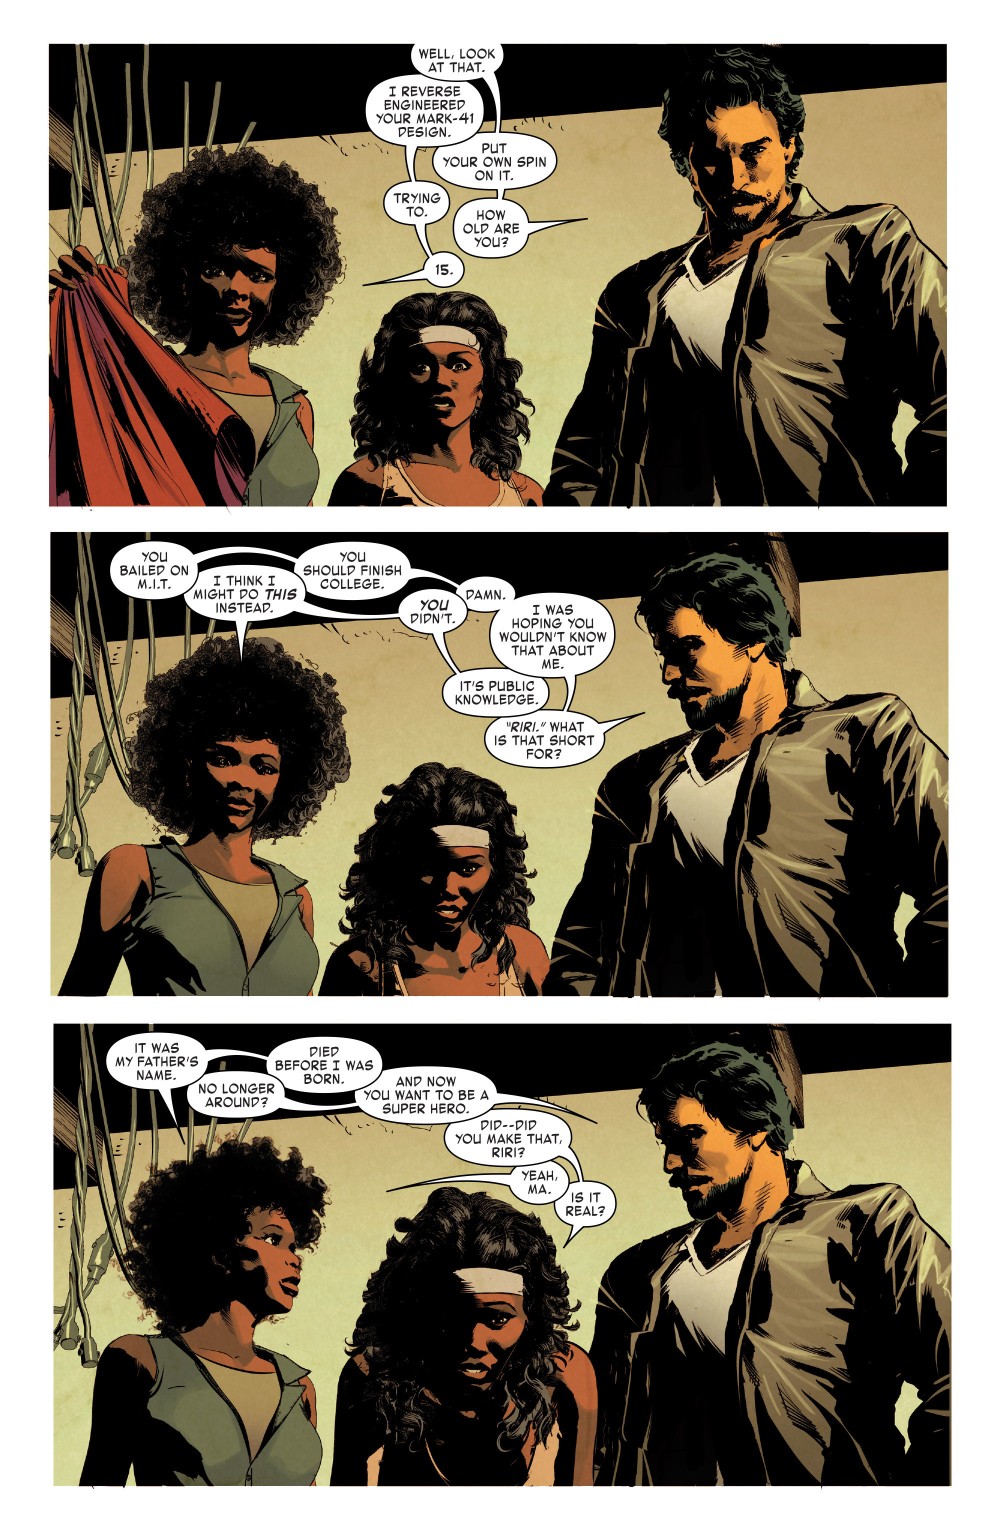 WELL, LOOK
AT THAT.
I REVERSE
ENGINEERED
YOUR MARK-41
DESIGN.
PUT
YOUR OWN SPIN
ON IT.
TRYING
TO.
HOW
OLD ARE
YOU?
15.
YOU
BAILED ON
M.I.T.
YOU
SHOULD FINISH
COLLEGE.
I THINK I
MIGHT DO THIS
INSTEAD.
DAMN.
YOU
DIDN'T.
I WAS
HOPING YOU
WOULDN'T KNOW
THAT ABOUT
ME.
IT'S PUBLIC
KNOWLEDGE.
"RIRI." WHAT
IS THAT SHORT
FOR?
IT WAS
MY FATHER'S
NAME.
NO LONGER
AROUND?
DIED
BEFORE I WAS
BORN.
AND NOW
YOU WANT TO BE A
SUPER HERO.
DID--DID
YOU MAKE THAT,
RIRI?
YEAH,
MA.
IS IT
REAL?